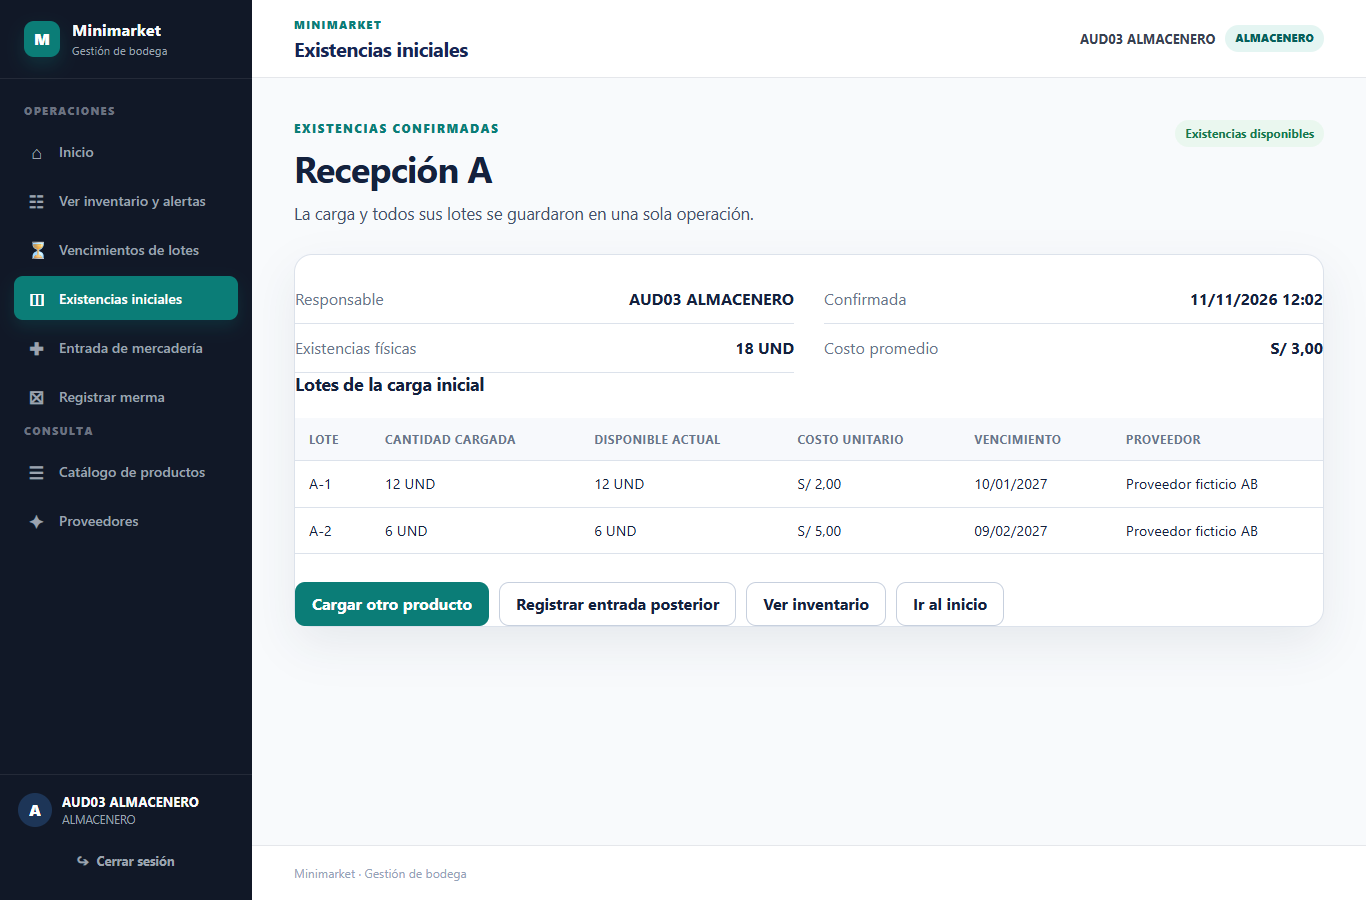 M
Minimarket
Gestión de bodega
OPERACIONES
Inicio
Ver inventario y alertas
Vencimientos de lotes
Existencias iniciales
Entrada de mercadería
Registrar merma
CONSULTA
Catálogo de productos
Proveedores
A
AUD03 ALMACENERO
ALMACENERO
Cerrar sesión
MINIMARKET
Existencias iniciales
AUD03 ALMACENERO ALMACENERO
EXISTENCIAS CONFIRMADAS
Existencias disponibles
Recepción A
La carga y todos sus lotes se guardaron en una sola operación.
Responsable AUD03 ALMACENERO Confirmada 11/11/2026 12:02
Existencias físicas 18 UND Costo promedio S/ 3,00
Lotes de la carga inicial
LOTE CANTIDAD CARGADA DISPONIBLE ACTUAL COSTO UNITARIO VENCIMIENTO PROVEEDOR
A-1 12 UND 12 UND S/ 2,00 10/01/2027 Proveedor ficticio AB
A-2 6 UND 6 UND S/ 5,00 09/02/2027 Proveedor ficticio AB
Cargar otro producto Registrar entrada posterior Ver inventario Ir al inicio
Minimarket · Gestión de bodega